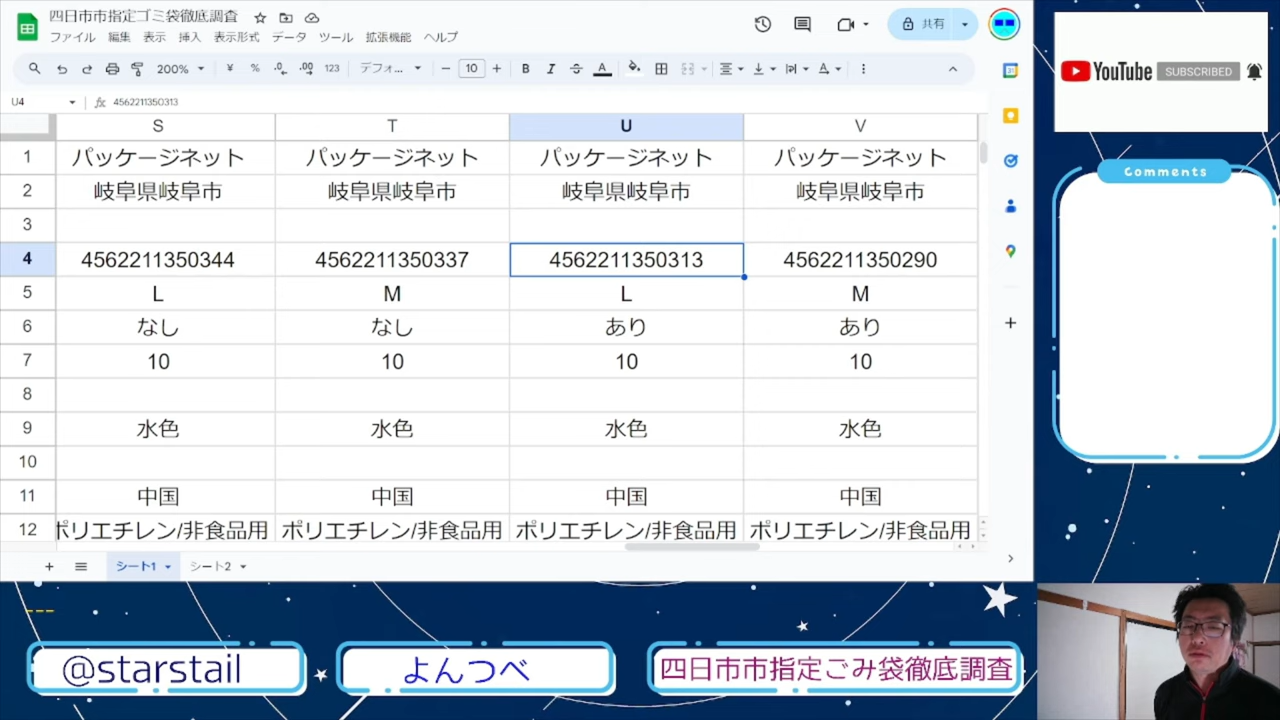 四日市市指定ゴミ袋徹底調査
ファイル 編集 表示 挿入 表示形式 データ ツール 拡張機能 ヘルプ
共有
200% ¥ % .0 .00 123 デフォ... − 10 + B I S A
U4 fx 4562211350313
S T U V
1 パッケージネット パッケージネット パッケージネット パッケージネット
2 岐阜県岐阜市 岐阜県岐阜市 岐阜県岐阜市 岐阜県岐阜市
3
4 4562211350344 4562211350337 4562211350313 4562211350290
5 L M L M
6 なし なし あり あり
7 10 10 10 10
8
9 水色 水色 水色 水色
10
11 中国 中国 中国 中国
12 ポリエチレン/非食品用 ポリエチレン/非食品用 ポリエチレン/非食品用 ポリエチレン/非食品用
シート1 シート2
YouTube SUBSCRIBED
Comments
@starstail
よんつべ
四日市市指定ごみ袋徹底調査